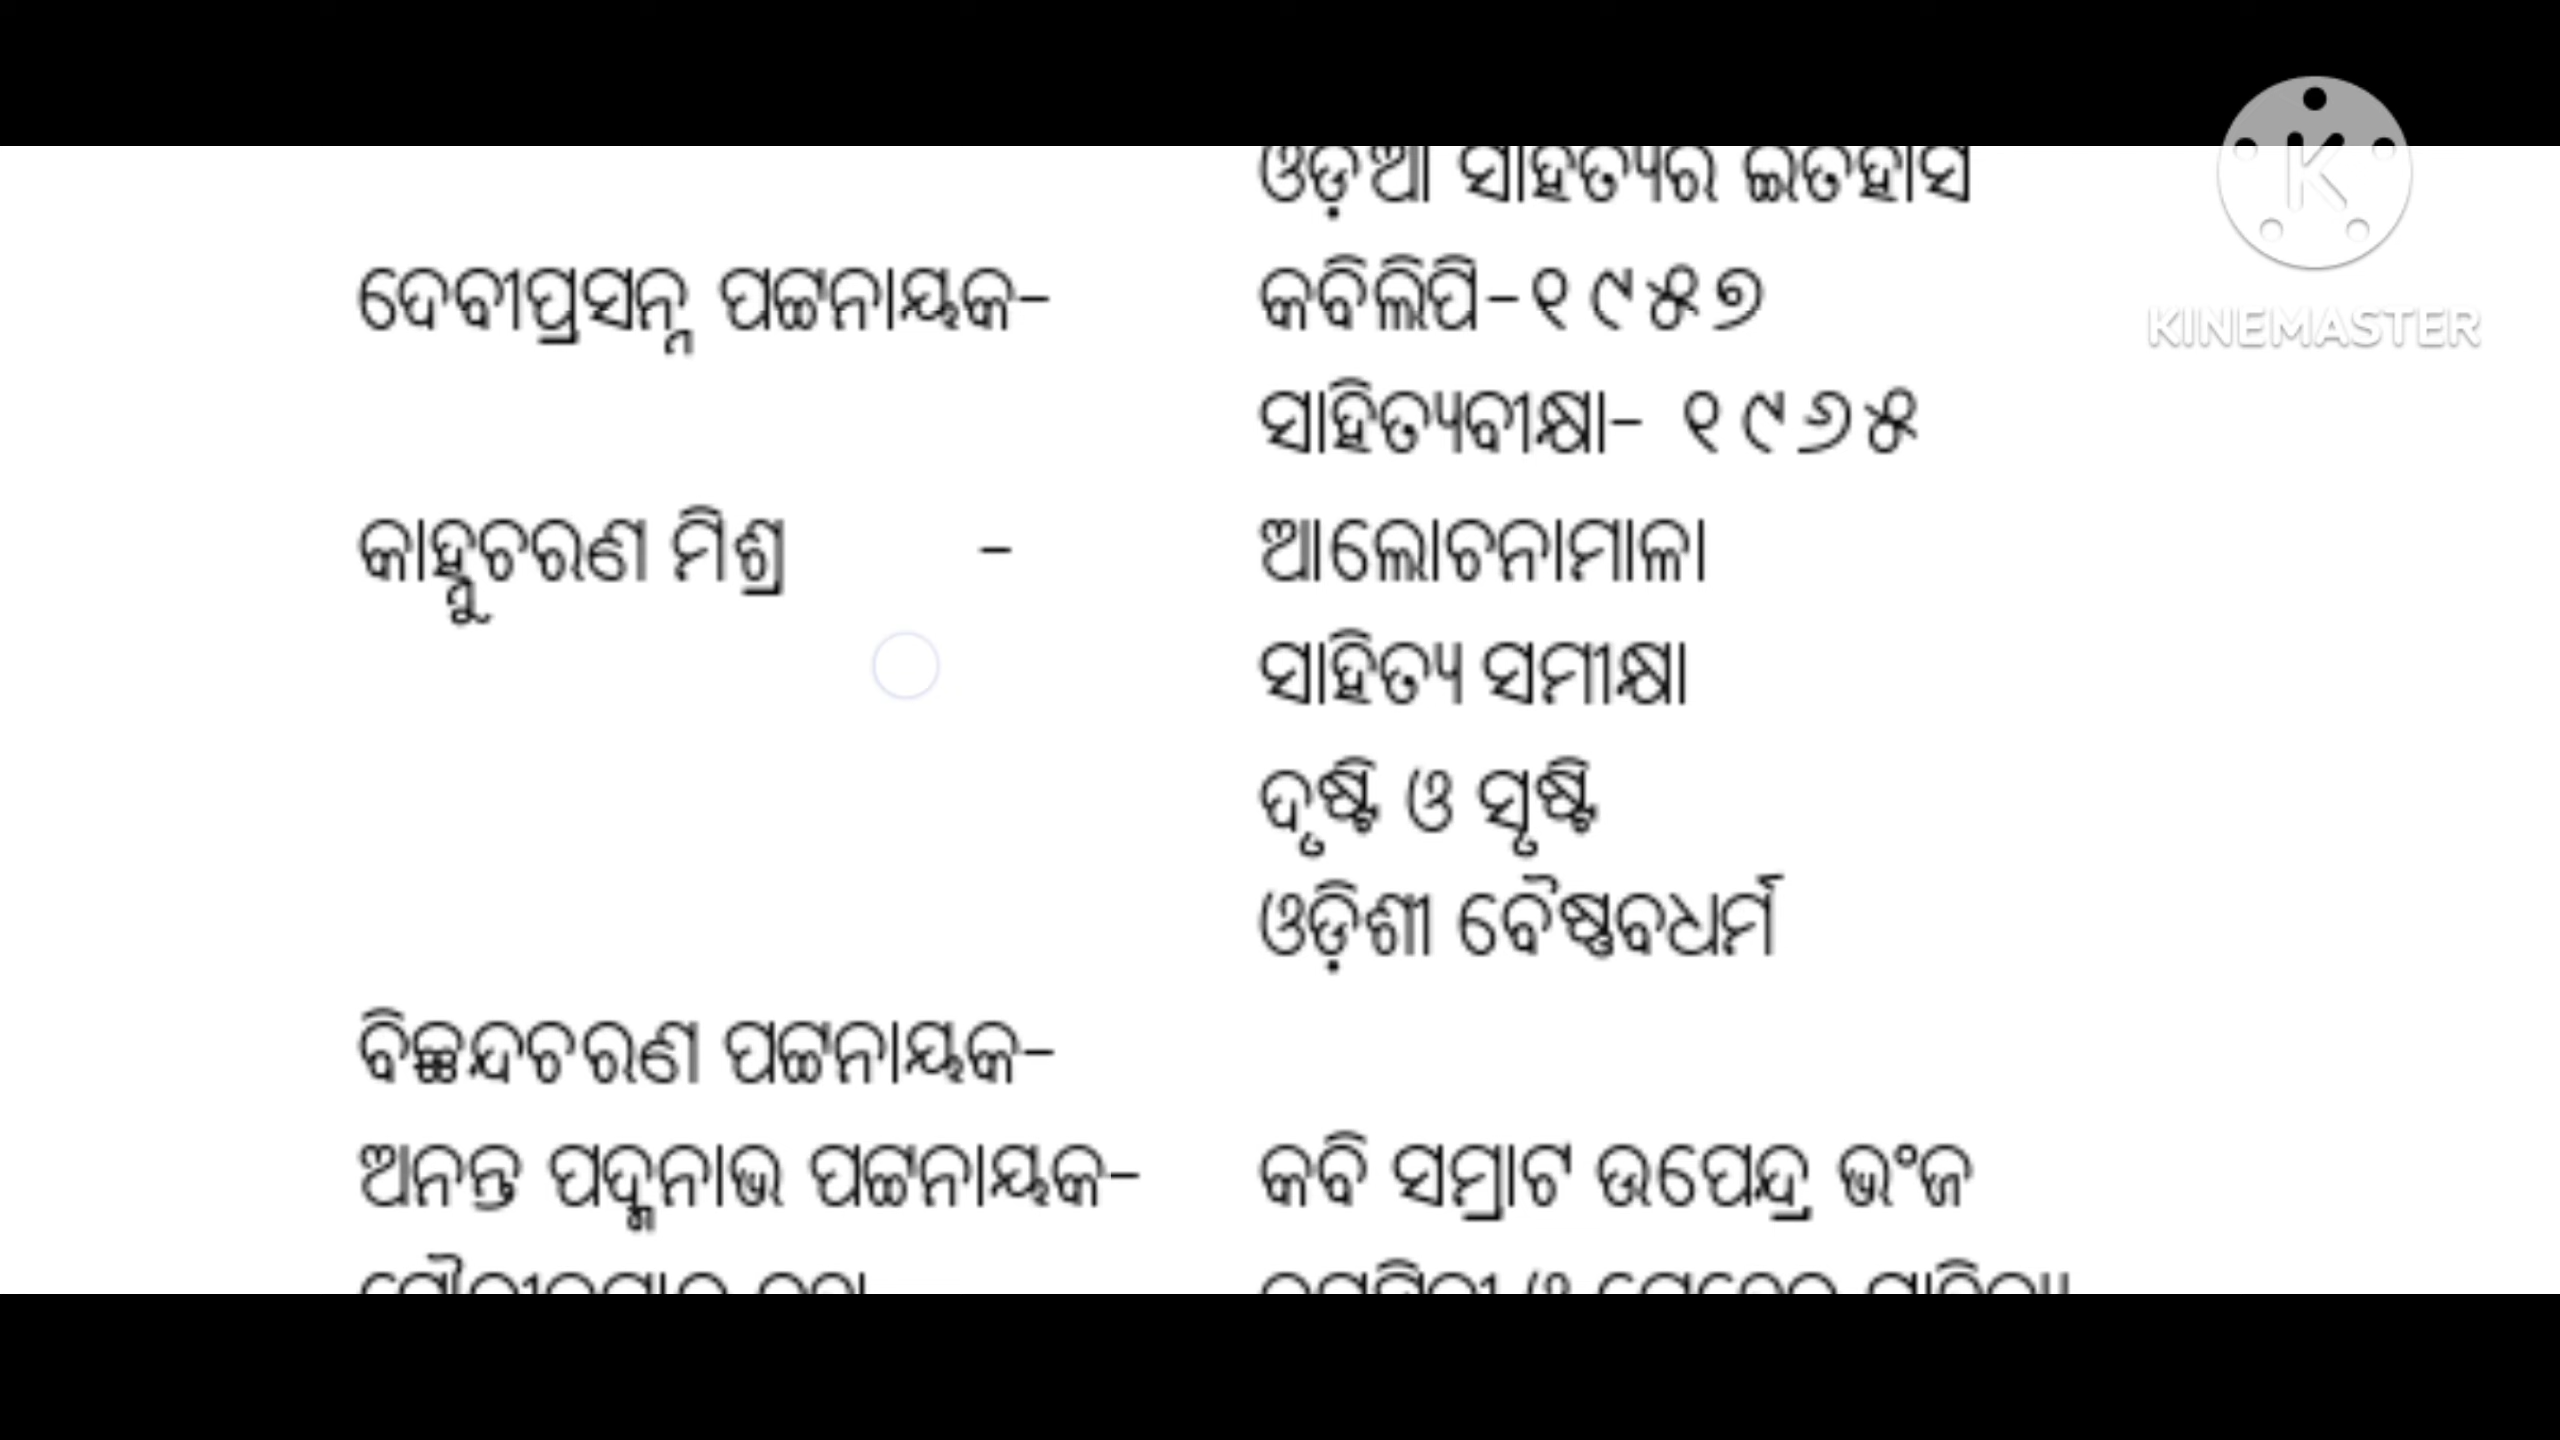 ଓଡ଼ିଆ ସାହିତ୍ୟର ଇତିହାସ
ଦେବୀପ୍ରସନ୍ନ ପଟ୍ଟନାୟକ- କବିଲିପି-୧୯୫୭
ସାହିତ୍ୟବୀକ୍ଷା- ୧୯୬୫
କାହ୍ନୁଚରଣ ମିଶ୍ର - ଆଲୋଚନାମାଳା
ସାହିତ୍ୟ ସମୀକ୍ଷା
ଦୃଷ୍ଟି ଓ ସୃଷ୍ଟି
ଓଡ଼ିଶୀ ବୈଷ୍ଣବଧର୍ମ
ବିଚ୍ଛନ୍ଦଚରଣ ପଟ୍ଟନାୟକ-
ଅନନ୍ତ ପଦ୍ମନାଭ ପଟ୍ଟନାୟକ- କବି ସମ୍ରାଟ ଉପେନ୍ଦ୍ର ଭଂଜ
KINEMASTER